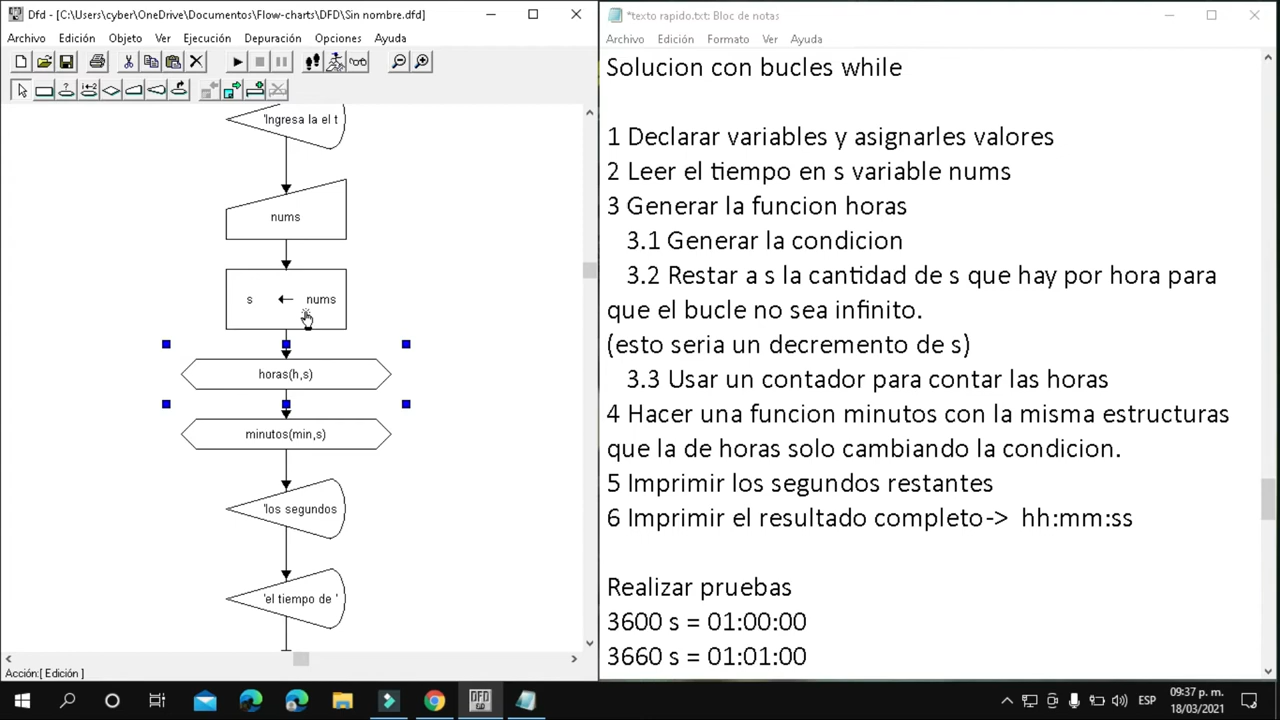 Dfd - [C:\Users\cyber\OneDrive\Documentos\Flow-charts\DFD\Sin nombre.dfd]
Archivo Edición Objeto Ver Ejecución Depuración Opciones Ayuda
'Ingresa la el t
nums
s ← nums
horas(h,s)
minutos(min,s)
'los segundos
'el tiempo de '
Acción:[ Edición ]
*texto rapido.txt: Bloc de notas
Archivo Edición Formato Ver Ayuda
Solucion con bucles while
1 Declarar variables y asignarles valores
2 Leer el tiempo en s variable nums
3 Generar la funcion horas
3.1 Generar la condicion
3.2 Restar a s la cantidad de s que hay por hora para
que el bucle no sea infinito.
(esto seria un decremento de s)
3.3 Usar un contador para contar las horas
4 Hacer una funcion minutos con la misma estructuras
que la de horas solo cambiando la condicion.
5 Imprimir los segundos restantes
6 Imprimir el resultado completo-> hh:mm:ss
Realizar pruebas
3600 s = 01:00:00
3660 s = 01:01:00
DFD
ESP
09:37 p. m.
18/03/2021